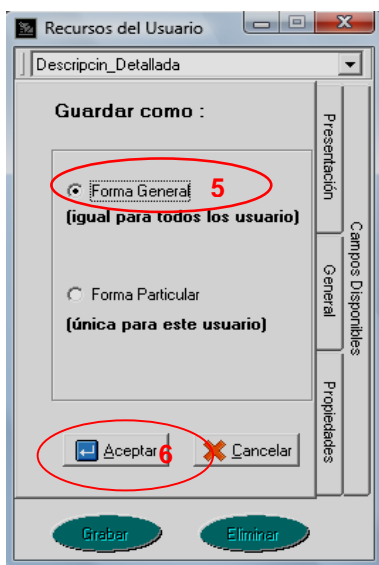 Recursos del Usuario
Descripcin_Detallada
Guardar como :
Forma General 5
(igual para todos los usuario)
Forma Particular
(única para este usuario)
Aceptar 6
Cancelar
Presentación
General
Propiedades
Campos Disponibles
Grabar
Eliminar